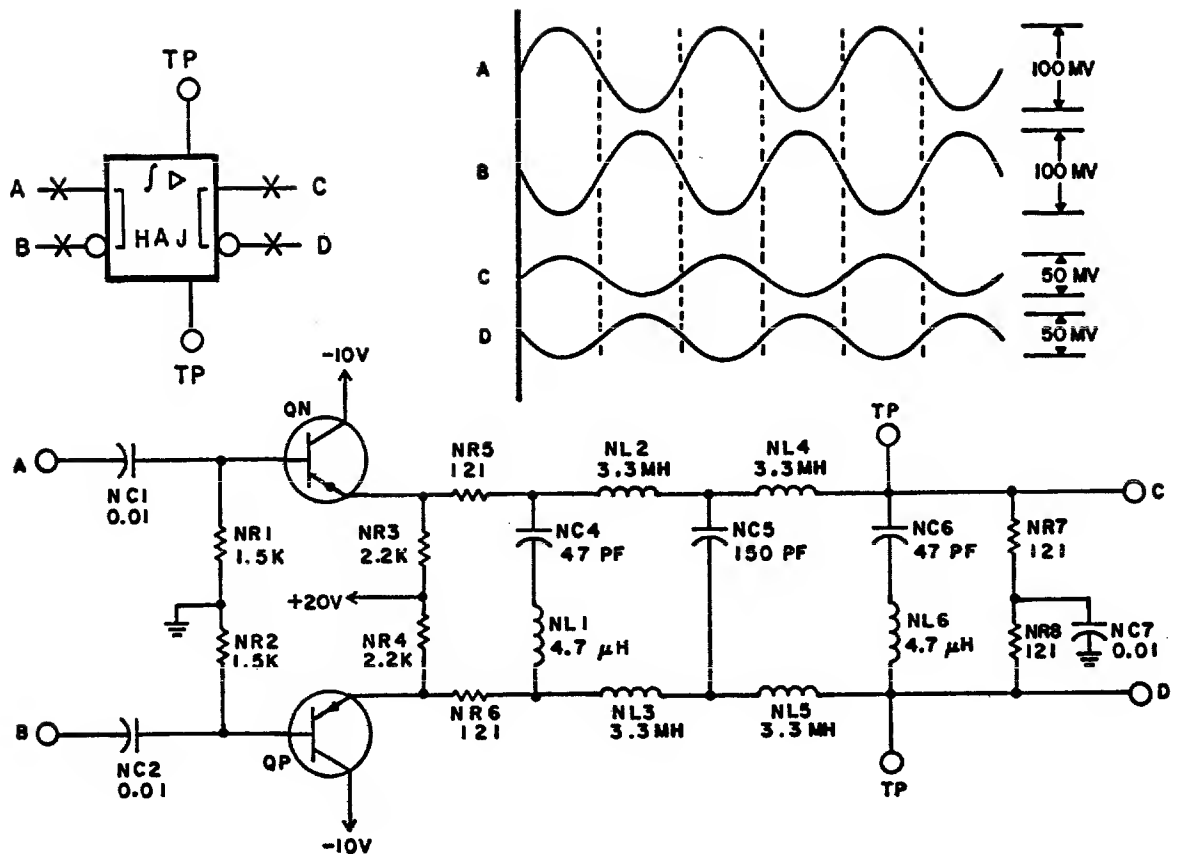 TP
A
C
∫ ▷
HAJ
B
D
TP
A
100 MV
B
100 MV
C
50 MV
D
50 MV
-10V
QN
A
NC1
0.01
NR1
1.5K
NR2
1.5K
B
NC2
0.01
QP
-10V
NR3
2.2K
+20V
NR4
2.2K
NR5
121
NR6
121
NC4
47 PF
NL1
4.7 μH
NL2
3.3MH
NL3
3.3MH
NC5
150 PF
NL4
3.3MH
NL5
3.3MH
TP
NC6
47 PF
NL6
4.7 μH
TP
NR7
121
NR8
121
NC7
0.01
C
D